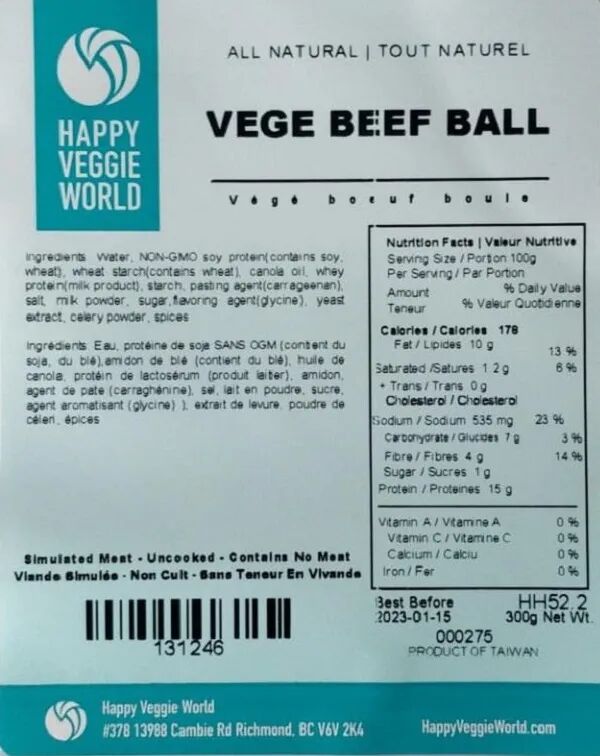 HAPPY
VEGGIE
WORLD
ALL NATURAL | TOUT NATUREL
VEGE BEEF BALL
Végé boeuf boule
Ingredients Water, NON-GMO soy protein(contains soy,
wheat), wheat starch(contains wheat), canola oil, whey
protein(milk product), starch, pasting agent(carrageenan),
salt, milk powder, sugar, flavoring agent(glycine), yeast
extract, celery powder, spices
Ingrédients Eau, protéine de soja SANS OGM (contient du
soja, du blé),amidon de blé (contient du blé), huile de
canola, protéin de lactosérum (produit laitier), amidon,
agent de pate (carraghénine), sel, lait en poudre, sucre,
agent aromatisant (glycine) ), extrait de levure, poudre de
céleri, épices
Nutrition Facts | Valeur Nutritive
Serving Size / Portion 100g
Per Serving / Par Portion
Amount % Daily Value
Teneur % Valeur Quotidienne
Calories / Calories 178
Fat / Lipides 10 g 13 %
Saturated /Satures 1 2 g 6 %
+ Trans / Trans 0 g
Cholesterol / Cholesterol
Sodium / Sodium 535 mg 23 %
Carbohydrate / Glucides 7 g 3 %
Fibre / Fibres 4 g 14 %
Sugar / Sucres 1 g
Protein / Proteines 15 g
Vitamin A / Vitamine A 0 %
Vitamin C / Vitamine C 0 %
Calcium / Calciu 0 %
Iron / Fer 0 %
Simulated Meat - Uncooked - Contains No Meat
Viande Simulée - Non Cuit - Sans Teneur En Vivande
131246
Best Before HH52.2
2023-01-15 300g Net Wt.
000275
PRODUCT OF TAIWAN
Happy Veggie World
#378 13988 Cambie Rd Richmond, BC V6V 2K4
HappyVeggieWorld.com